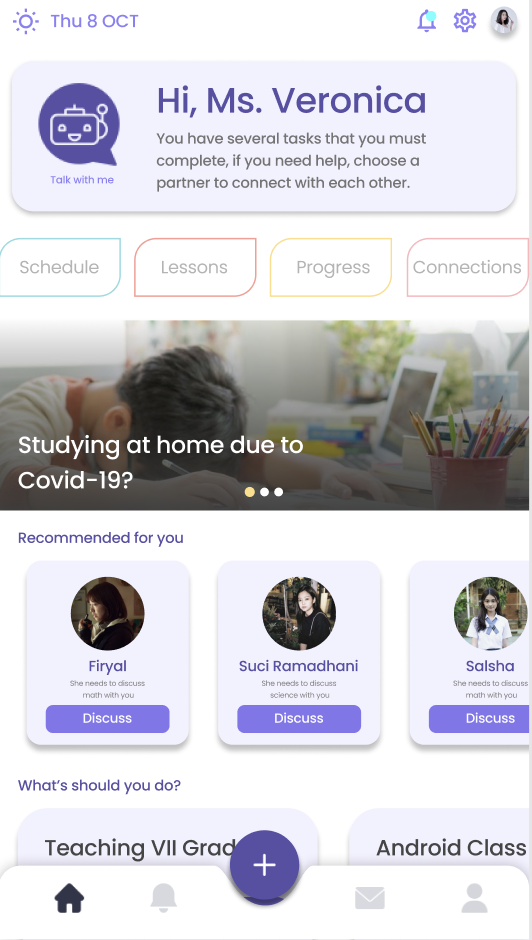 Thu 8 OCT
Hi, Ms. Veronica
You have several tasks that you must
complete, if you need help, choose a
partner to connect with each other.
Talk with me
Schedule
Lessons
Progress
Connections
Studying at home due to
Covid-19?
Recommended for you
Firyal
She needs to discuss
math with you
Discuss
Suci Ramadhani
She needs to discuss
science with you
Discuss
Salsha
She needs to discuss
math with you
Discuss
What's should you do?
Teaching VII Grad
Android Class